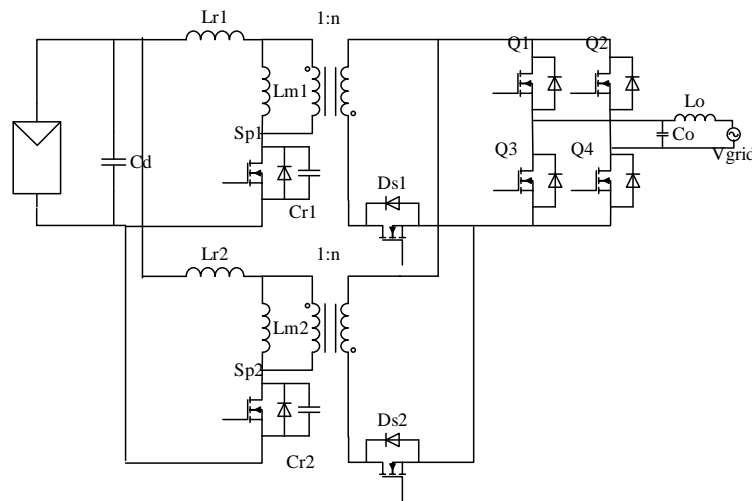 Lr1
1:n
Q1
Q2
Lm1
Lo
Sp1
Co
Vgrid
Cd
Q3
Q4
Ds1
Cr1
Lr2
1:n
Lm2
Sp2
Ds2
Cr2